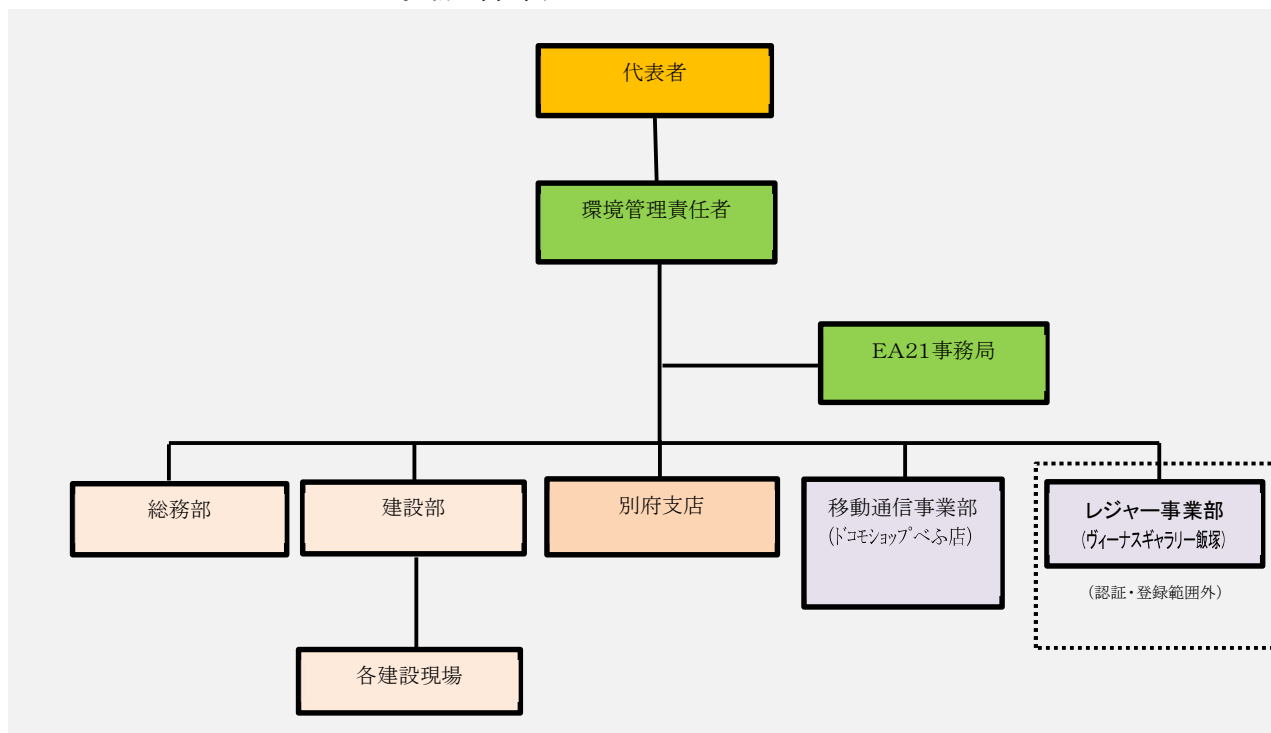 代表者
環境管理責任者
EA21事務局
総務部
建設部
別府支店
移動通信事業部
(ﾄﾞｺﾓｼｮｯﾌﾟべふ店)
レジャー事業部
(ヴィーナスギャラリー飯塚)
(認証・登録範囲外)
各建設現場